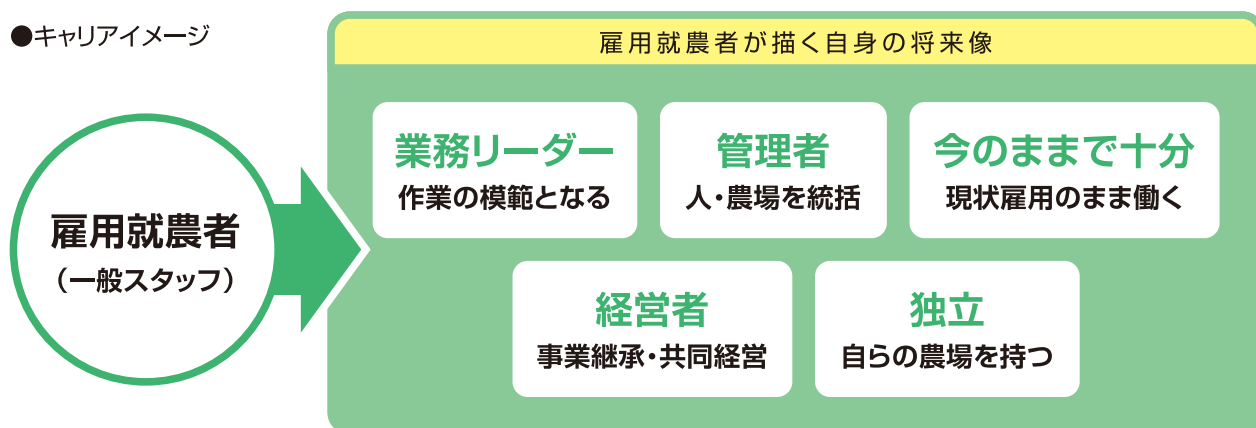 ●キャリアイメージ
雇用就農者が描く自身の将来像
雇用就農者
（一般スタッフ）
業務リーダー
作業の模範となる
管理者
人・農場を統括
今のままで十分
現状雇用のまま働く
経営者
事業継承・共同経営
独立
自らの農場を持つ